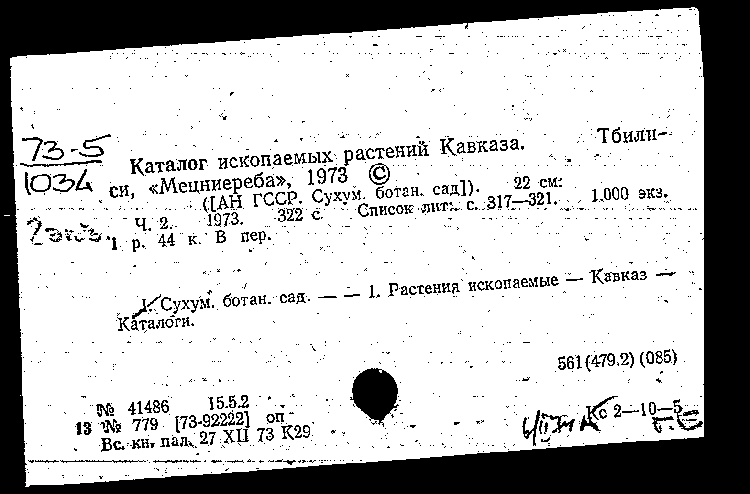 73-5
1034
Каталог ископаемых растений Кавказа. Тбили-
си, «Мецниереба», 1973 ©
([АН ГССР. Сухум. ботан. сад]). 22 см.
Ч. 2. 1973. 322 с. Список лит.: с. 317—321. 1.000 экз.
2 экз.
1 р. 44 к. В пер.
I. Сухум. ботан. сад. — — 1. Растения ископаемые — Кавказ —
Каталоги.
561(479.2)(085)
№ 41486 15.5.2
13 № 779 [73-92222] оп
Вс. кн. пал. 27 XII 73 К29
Кс 2—10—5